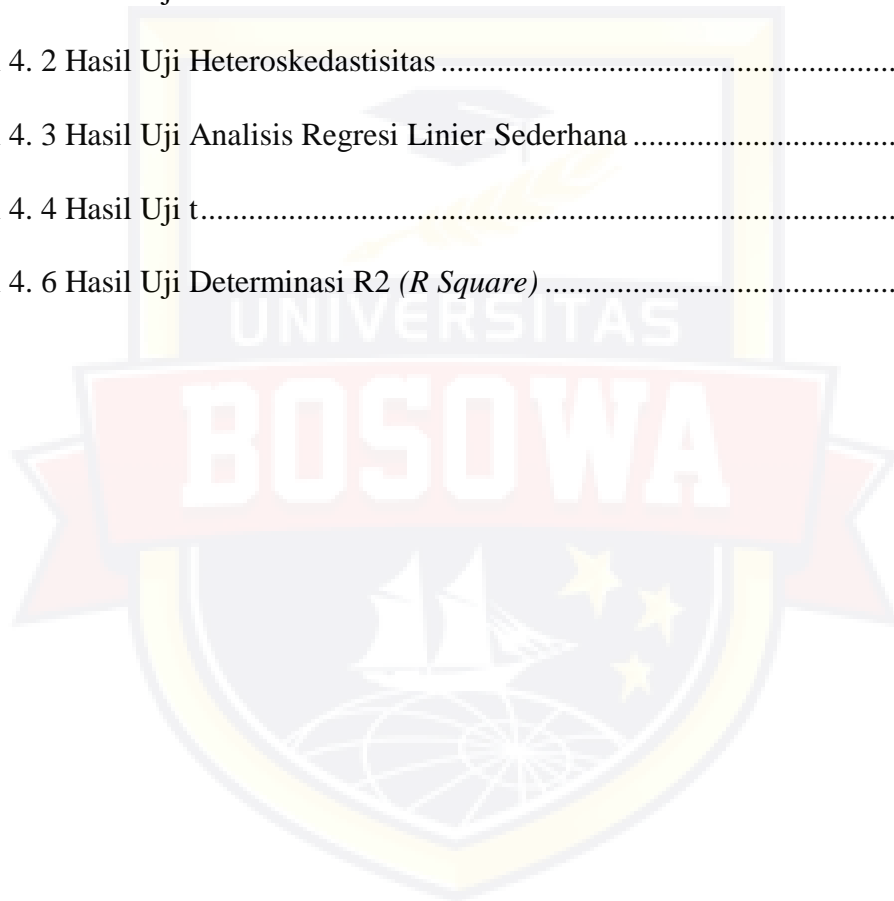 4. 2 Hasil Uji Heteroskedastisitas ..........................................................
4. 3 Hasil Uji Analisis Regresi Linier Sederhana .................................
4. 4 Hasil Uji t........................................................................................
4. 6 Hasil Uji Determinasi R2 (R Square) ............................................
UNIVERSITAS
BOSOWA